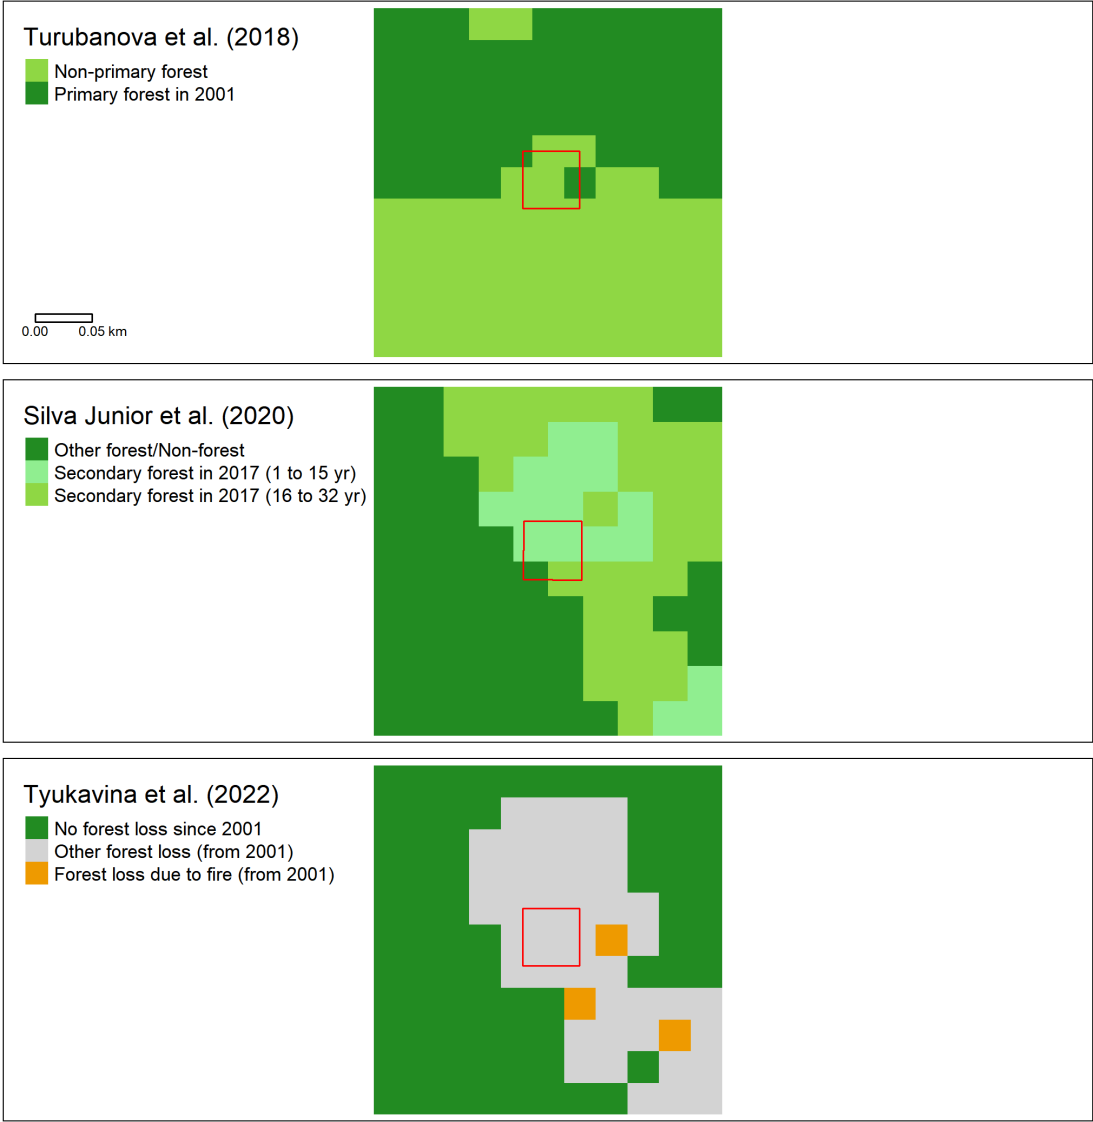 Turubanova et al. (2018)
Non-primary forest
Primary forest in 2001
0.00 0.05 km
Silva Junior et al. (2020)
Other forest/Non-forest
Secondary forest in 2017 (1 to 15 yr)
Secondary forest in 2017 (16 to 32 yr)
Tyukavina et al. (2022)
No forest loss since 2001
Other forest loss (from 2001)
Forest loss due to fire (from 2001)